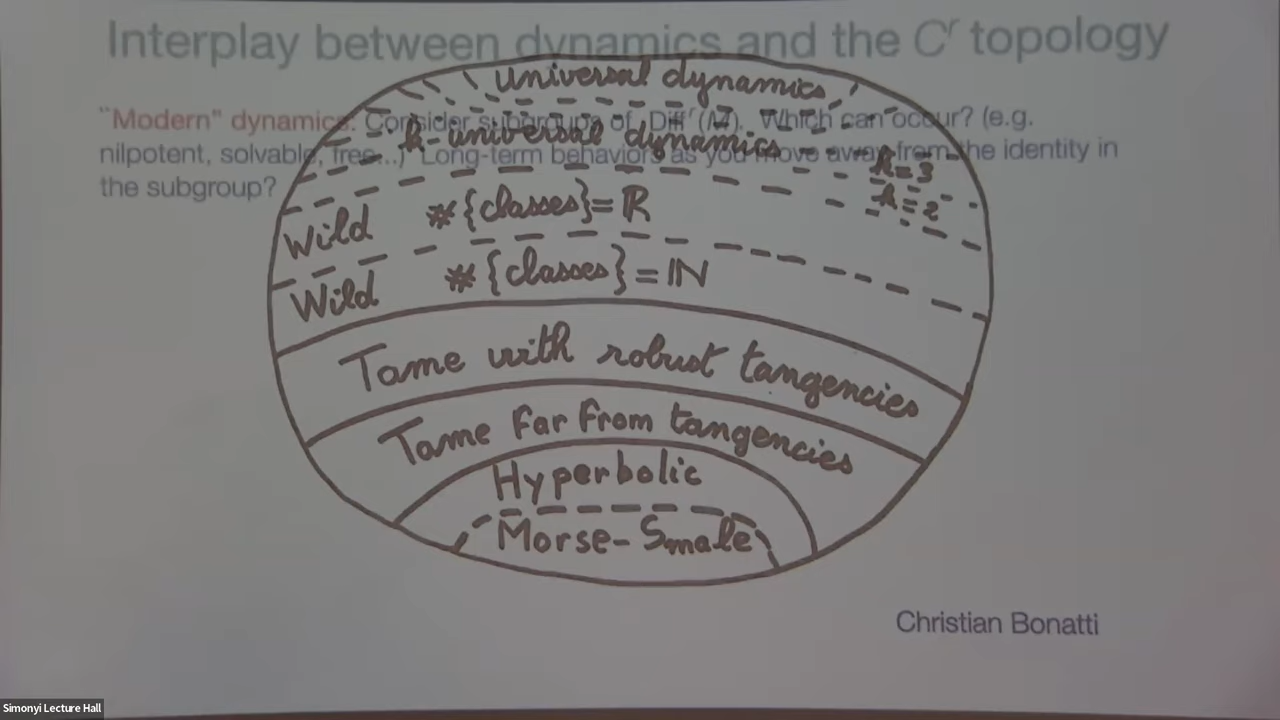 Interplay between dynamics and the Cʳ topology
"Modern" dynamics. Consider subgroups of Diffʳ(M). Which can occur? (e.g.
nilpotent, solvable, free...) Long-term behaviors as you move away from the identity in
the subgroup?
universal dynamics
k-universal dynamics
k=3
k=2
Wild #{classes}=ℝ
Wild #{classes}=ℕ
Tame with robust tangencies
Tame far from tangencies
Hyperbolic
Morse-Smale
Christian Bonatti
Simonyi Lecture Hall